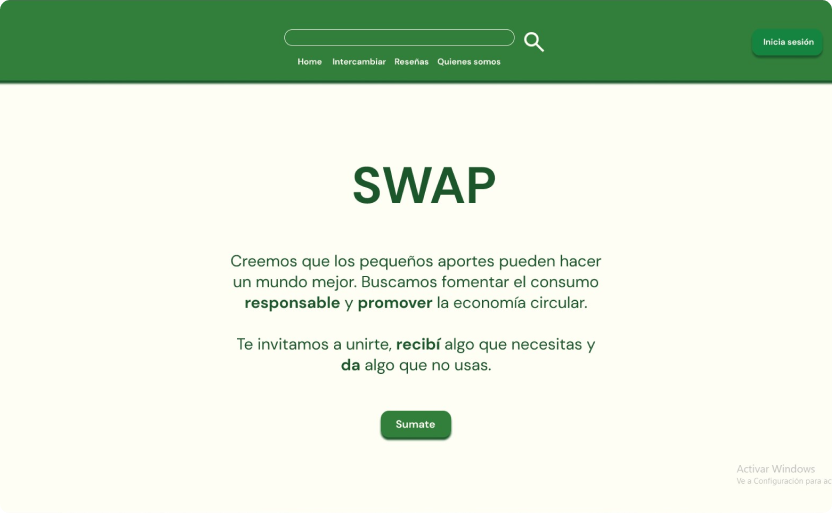 Inicia sesión
Home Intercambiar Reseñas Quienes somos
SWAP
Creemos que los pequeños aportes pueden hacer
un mundo mejor. Buscamos fomentar el consumo
responsable y promover la economía circular.
Te invitamos a unirte, recibí algo que necesitas y
da algo que no usas.
Sumate
Activar Windows
Ve a Configuración para ac